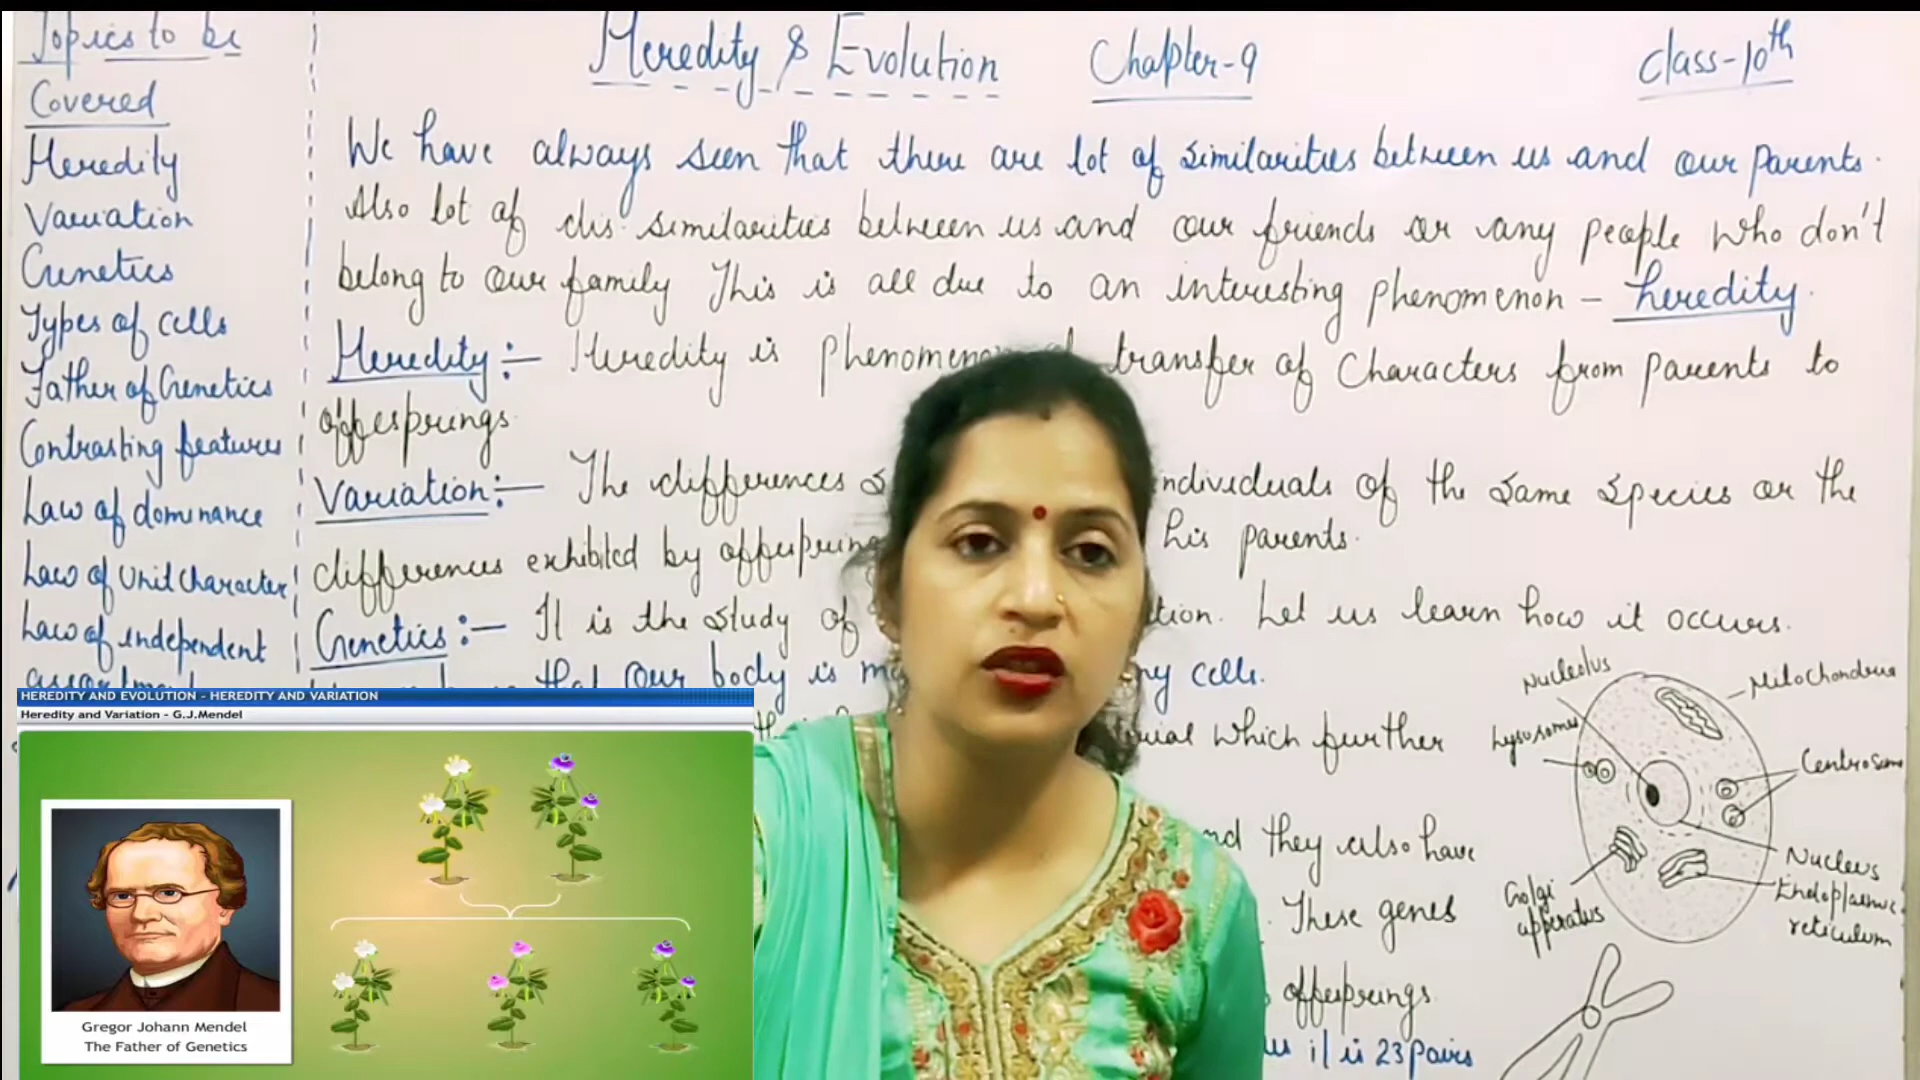 Topics to be
Covered
Heredity
Variation
Genetics
Types of cells
Father of Genetics
Contrasting features
Law of dominance
Law of Unit character
Law of independent
Heredity & Evolution Chapter-9 class-10th
We have always seen that there are lot of similarities between us and our parents.
Also lot of dis-similarities between us and our friends or any people who don't
belong to our family This is all due to an interesting phenomenon - heredity.
Heredity:- Heredity is phenomenon transfer of Characters from parents to
offesprings.
Variation:- The differences individuals of the same species or the
differences exhibited by his parents.
Genetics:- It is the study of Let us learn how it occurs.
that our body is cells.
which further
and they also have
These genes
offesprings
it is 23 pairs
Nucleolus
Mitochondria
Lysosomes
Centrosome
Nucleus
Golgi
apperatus
Endoplasmic
reticulum
HEREDITY AND EVOLUTION - HEREDITY AND VARIATION
Heredity and Variation - G.J.Mendel
Gregor Johann Mendel
The Father of Genetics